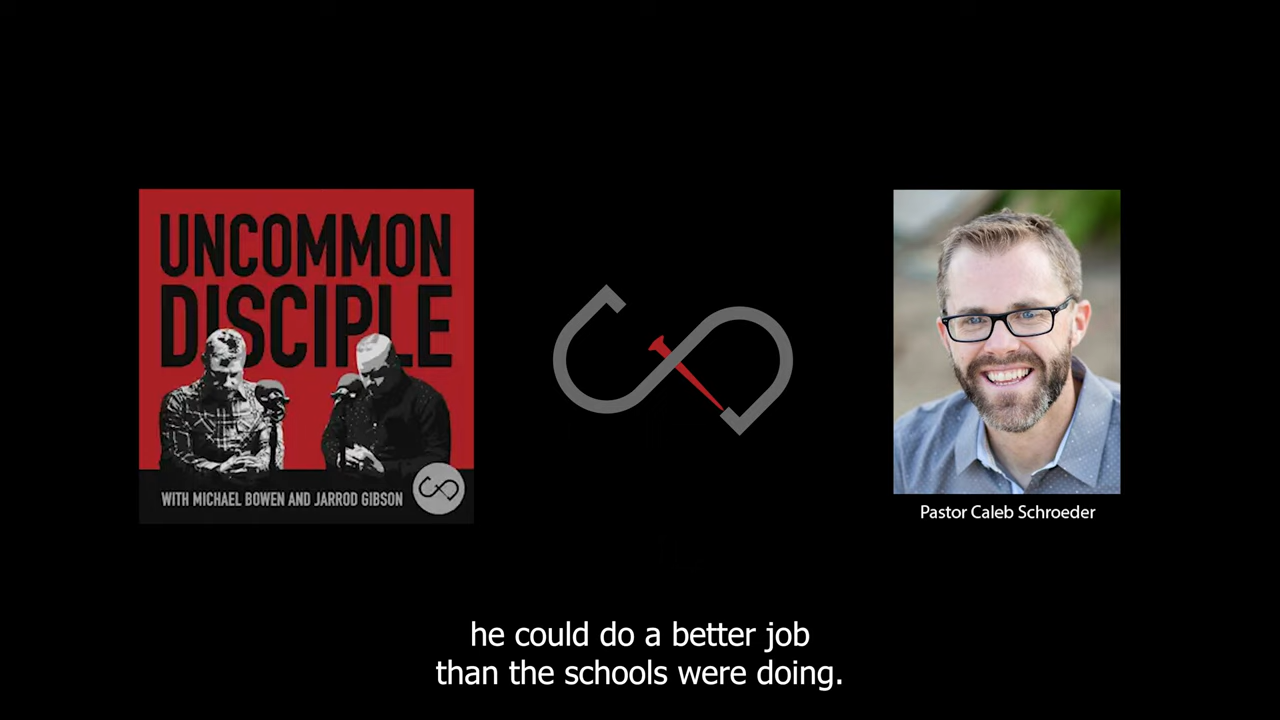 UNCOMMON
DISCIPLE
WITH MICHAEL BOWEN AND JARROD GIBSON
Pastor Caleb Schroeder
he could do a better job
than the schools were doing.